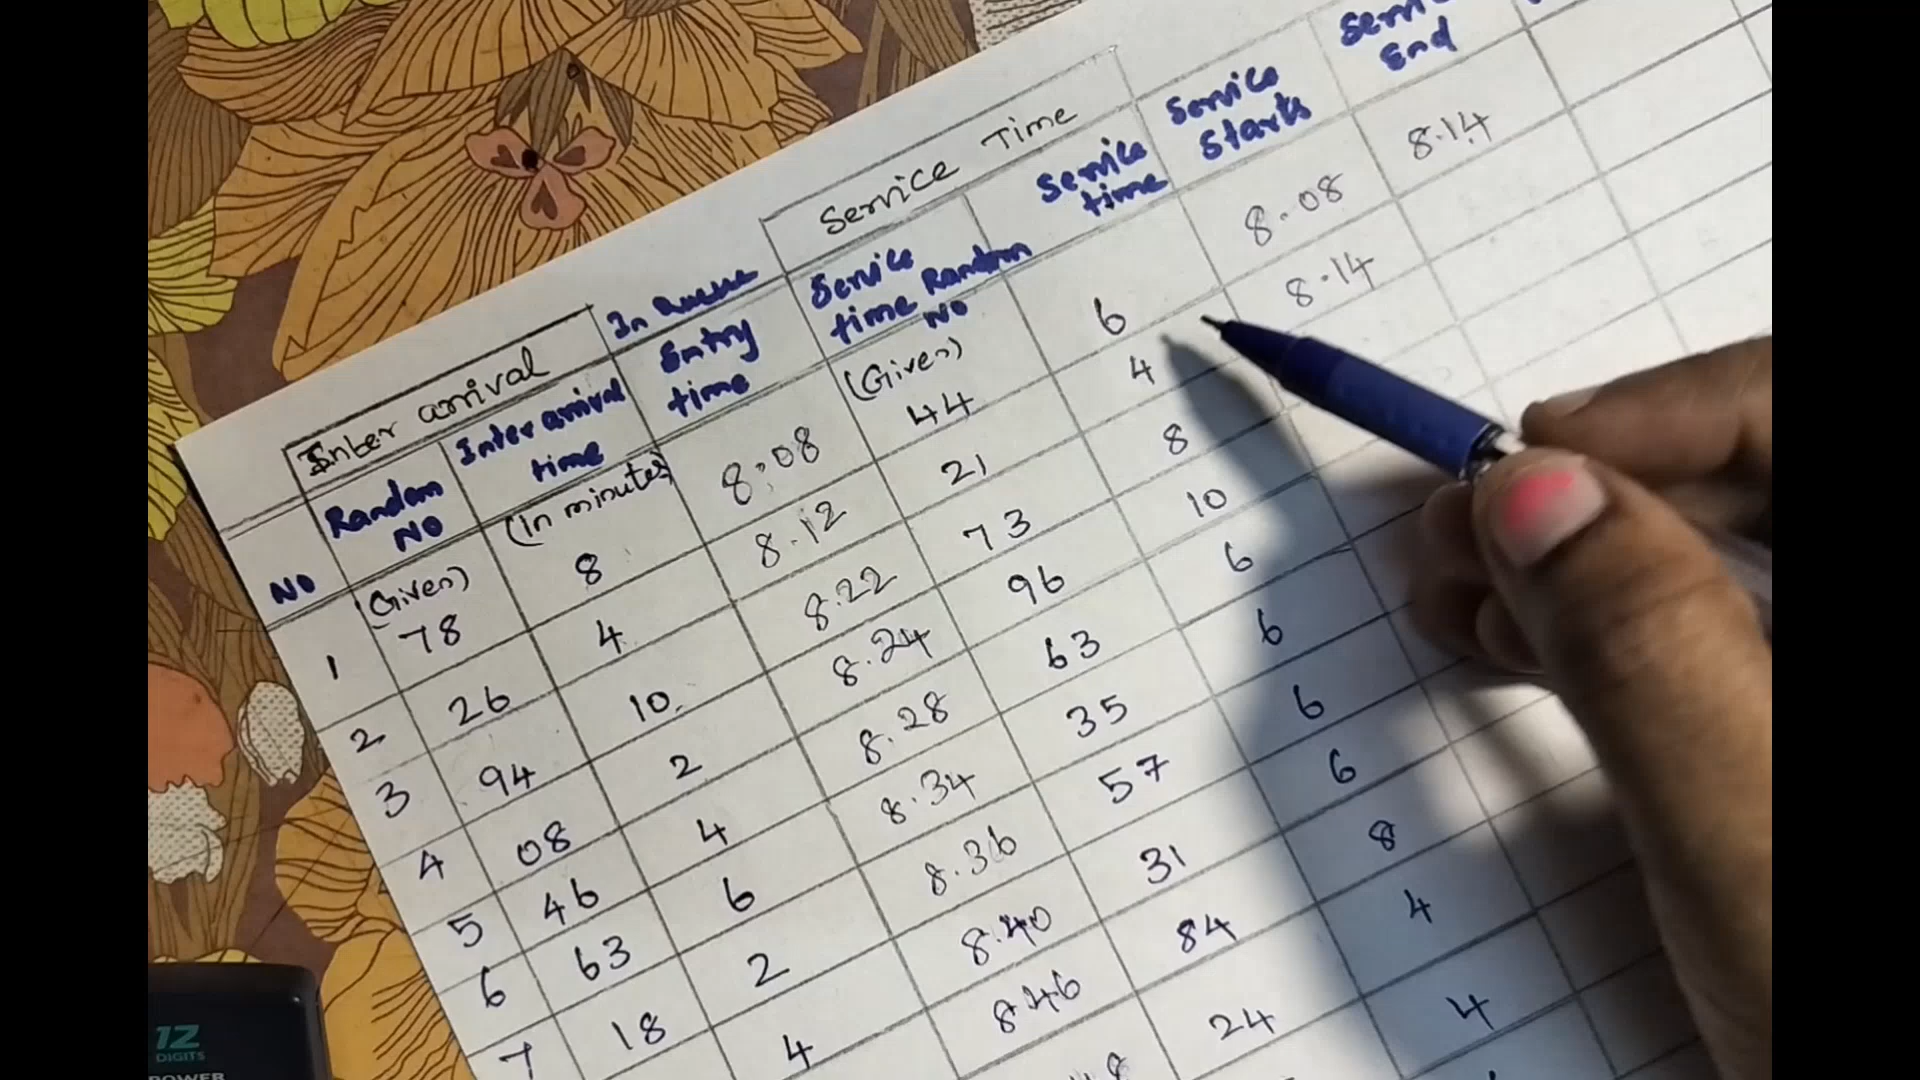 Inter arrival
Service Time
NO
Random
NO
(Given)
Inter arrival
time
(In minutes)
In Queue
Entry
time
Service
time Random
NO
(Given)
Service
time
Service
Starts
End
1 78 8 8:08 44 6 8.08 8.14
2 26 4 8.12 21 4 8.14
3 94 10 8.22 73 8
4 08 2 8.24 96 10
5 46 4 8.28 63 6
6 63 6 8.34 35 6
7 18 2 8.36 57 6
4 8.40 31 6
8.46 84 8
24 4
4
12
DIGITS
POWER